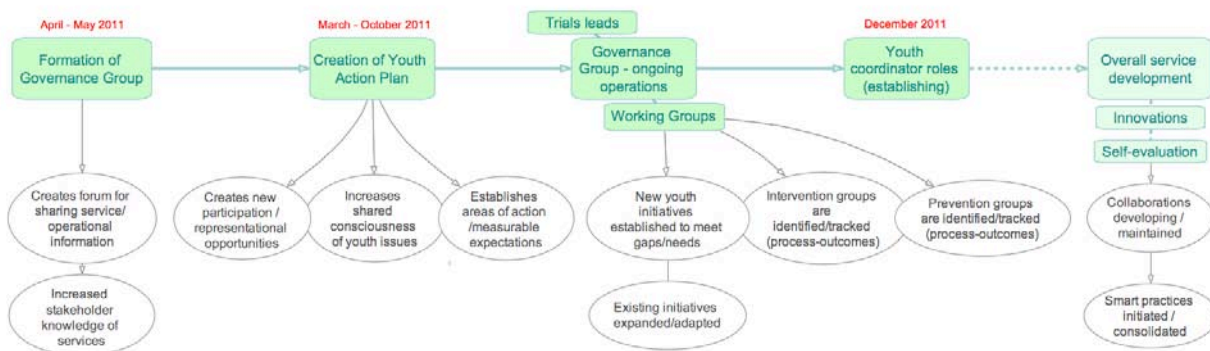 April - May 2011
March - October 2011
Trials leads
December 2011
Formation of
Governance Group
Creation of Youth
Action Plan
Governance
Group - ongoing
operations
Youth
coordinator roles
(establishing)
Overall service
development
Working Groups
Innovations
Self-evaluation
Creates forum for
sharing service/
operational
information
Creates new
participation /
representational
opportunities
Increases
shared
consciousness
of youth issues
Establishes
areas of action
/measurable
expectations
New youth
initiatives
established to meet
gaps/needs
Intervention groups
are
identified/tracked
(process-outcomes)
Prevention groups
are identified/tracked
(process-outcomes)
Collaborations
developing /
maintained
Increased
stakeholder
knowledge of
services
Existing initiatives
expanded/adapted
Smart practices
initiated /
consolidated